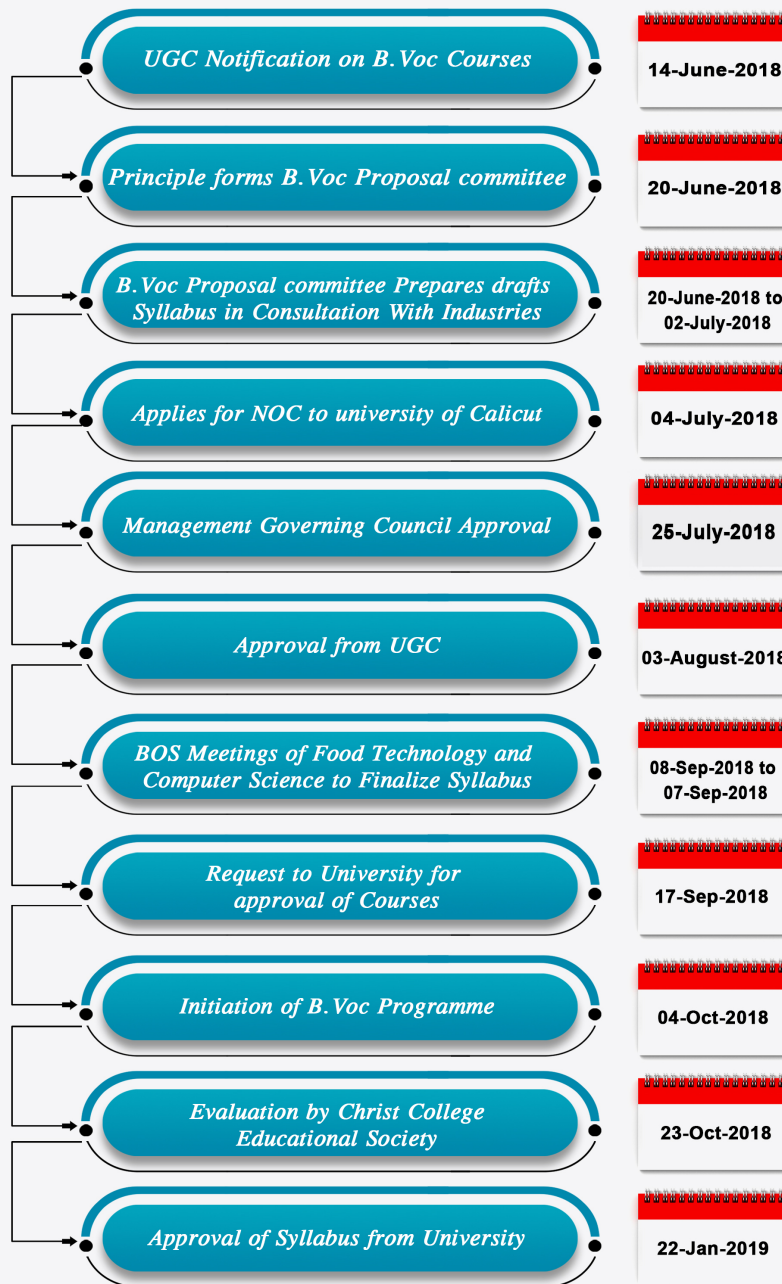 UGC Notification on B.Voc Courses
14-June-2018
Principle forms B.Voc Proposal committee
20-June-2018
B.Voc Proposal committee Prepares drafts
Syllabus in Consultation With Industries
20-June-2018 to
02-July-2018
Applies for NOC to university of Calicut
04-July-2018
Management Governing Council Approval
25-July-2018
Approval from UGC
03-August-2018
BOS Meetings of Food Technology and
Computer Science to Finalize Syllabus
08-Sep-2018 to
07-Sep-2018
Request to University for
approval of Courses
17-Sep-2018
Initiation of B.Voc Programme
04-Oct-2018
Evaluation by Christ College
Educational Society
23-Oct-2018
Approval of Syllabus from University
22-Jan-2019